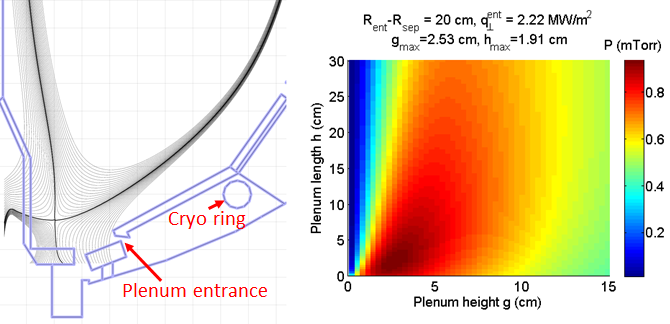 Cryo ring
Plenum entrance
R_ent-R_sep = 20 cm, q_⊥^ent = 2.22 MW/m^2
g_max=2.53 cm, h_max=1.91 cm
P (mTorr)
Plenum length h (cm)
30
25
20
15
10
5
0
0 5 10 15
Plenum height g (cm)
0.8
0.6
0.4
0.2